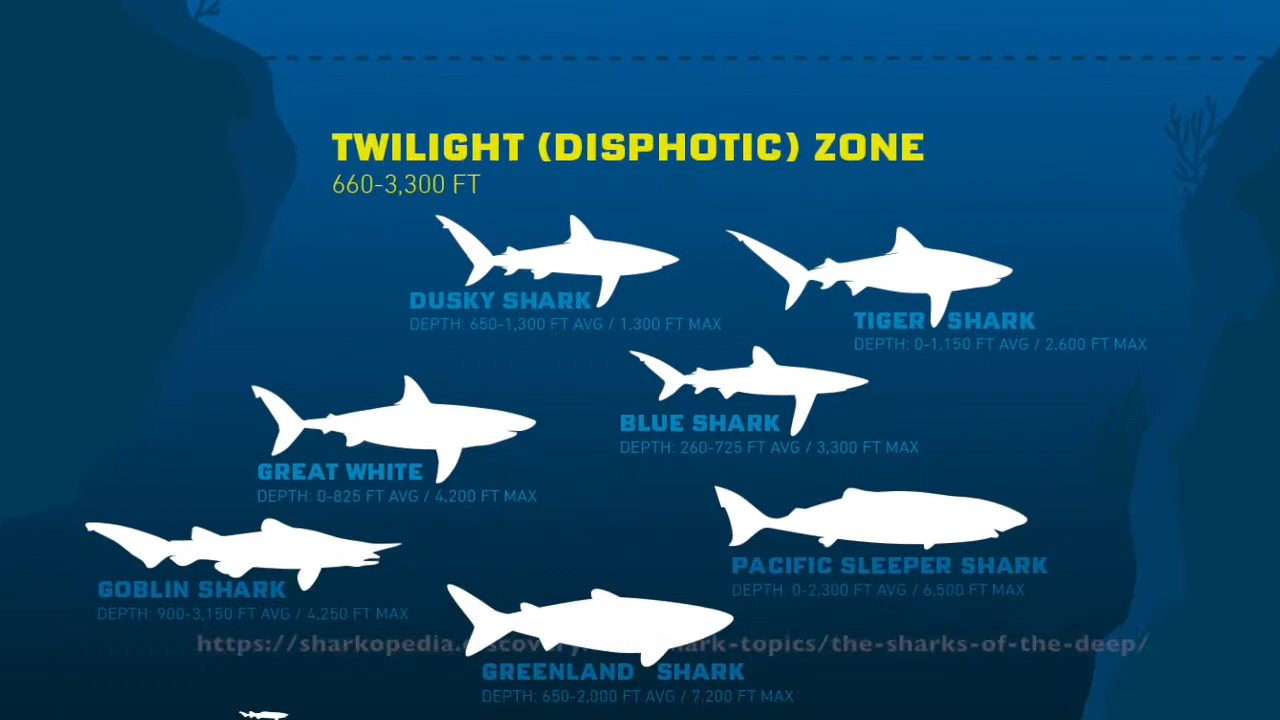 TWILIGHT (DISPHOTIC) ZONE
660-3,300 FT
DUSKY SHARK
DEPTH: 650-1,300 FT AVG / 1,300 FT MAX
TIGER SHARK
DEPTH: 0-1,150 FT AVG / 2,600 FT MAX
BLUE SHARK
DEPTH: 260-725 FT AVG / 3,300 FT MAX
GREAT WHITE
DEPTH: 0-825 FT AVG / 4,200 FT MAX
PACIFIC SLEEPER SHARK
DEPTH: 0-2,300 FT AVG / 6,500 FT MAX
GOBLIN SHARK
DEPTH: 900-3,150 FT AVG / 4,250 FT MAX
https://sharkopedia.discovery.com/shark-topics/the-sharks-of-the-deep/
GREENLAND SHARK
DEPTH: 650-2,000 FT AVG / 7,200 FT MAX